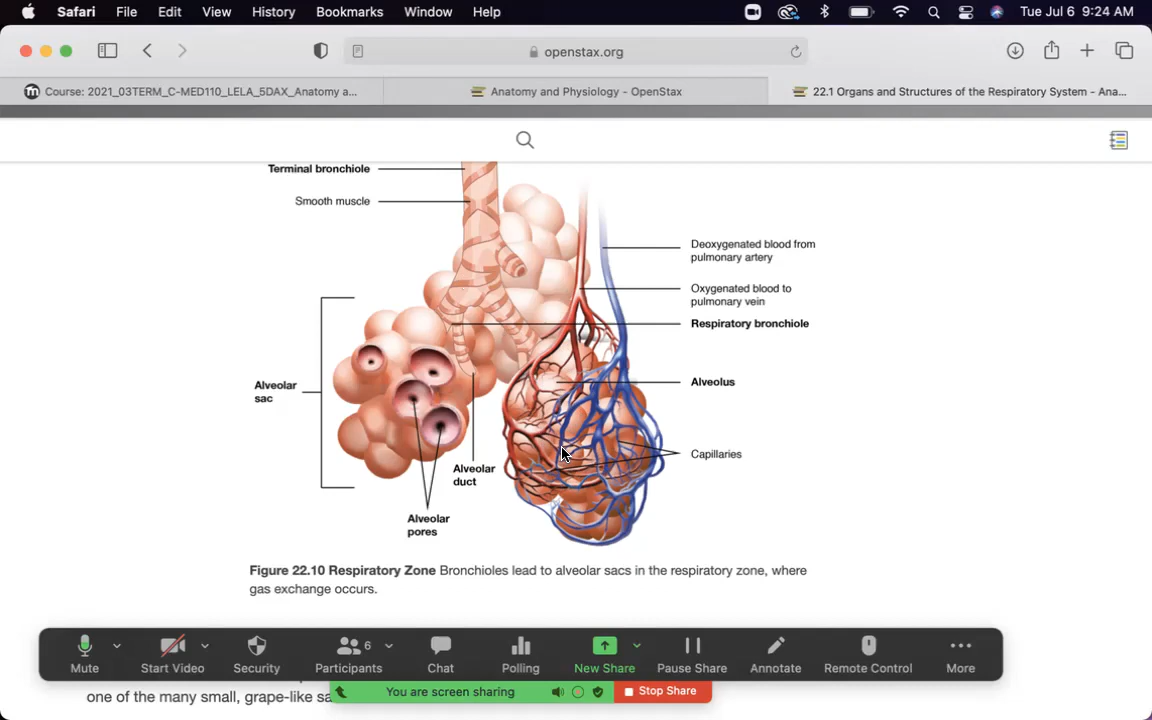 Safari File Edit View History Bookmarks Window Help Tue Jul 6 9:24 AM
openstax.org
Course: 2021_03TERM_C-MED110_LELA_5DAX_Anatomy a... Anatomy and Physiology - OpenStax 22.1 Organs and Structures of the Respiratory System - Ana...
Terminal bronchiole
Smooth muscle
Deoxygenated blood from
pulmonary artery
Oxygenated blood to
pulmonary vein
Respiratory bronchiole
Alveolus
Alveolar
sac
Capillaries
Alveolar
duct
Alveolar
pores
Figure 22.10 Respiratory Zone Bronchioles lead to alveolar sacs in the respiratory zone, where
gas exchange occurs.
6
Mute Start Video Security Participants Chat Polling New Share Pause Share Annotate Remote Control More
You are screen sharing Stop Share
one of the many small, grape-like